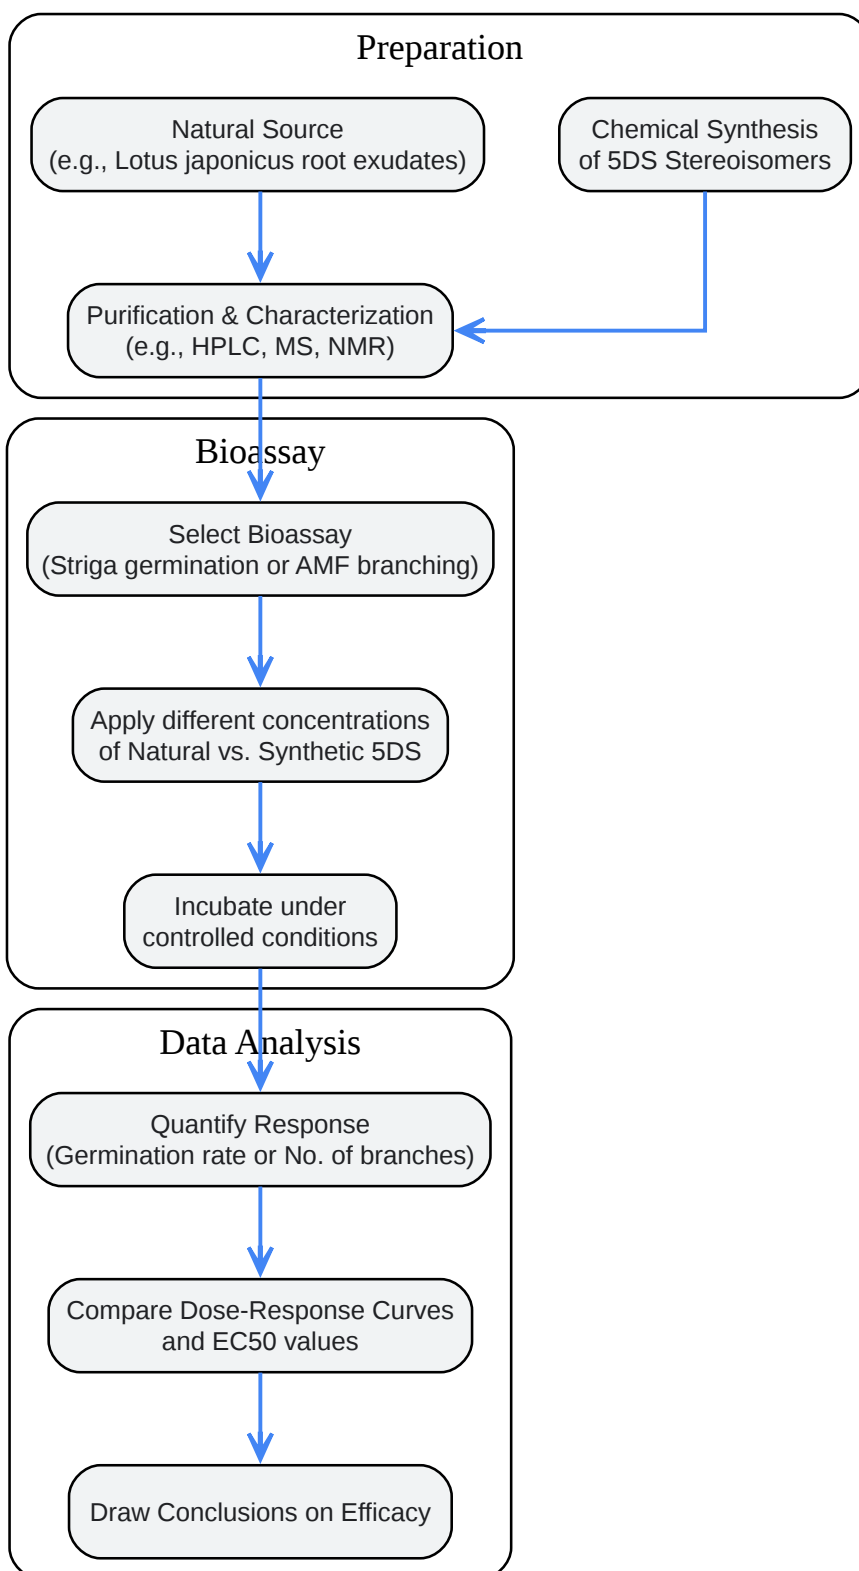 Preparation
Natural Source
(e.g., Lotus japonicus root exudates)
Chemical Synthesis
of 5DS Stereoisomers
Purification & Characterization
(e.g., HPLC, MS, NMR)
Bioassay
Select Bioassay
(Striga germination or AMF branching)
Apply different concentrations
of Natural vs. Synthetic 5DS
Incubate under
controlled conditions
Data Analysis
Quantify Response
(Germination rate or No. of branches)
Compare Dose-Response Curves
and EC50 values
Draw Conclusions on Efficacy